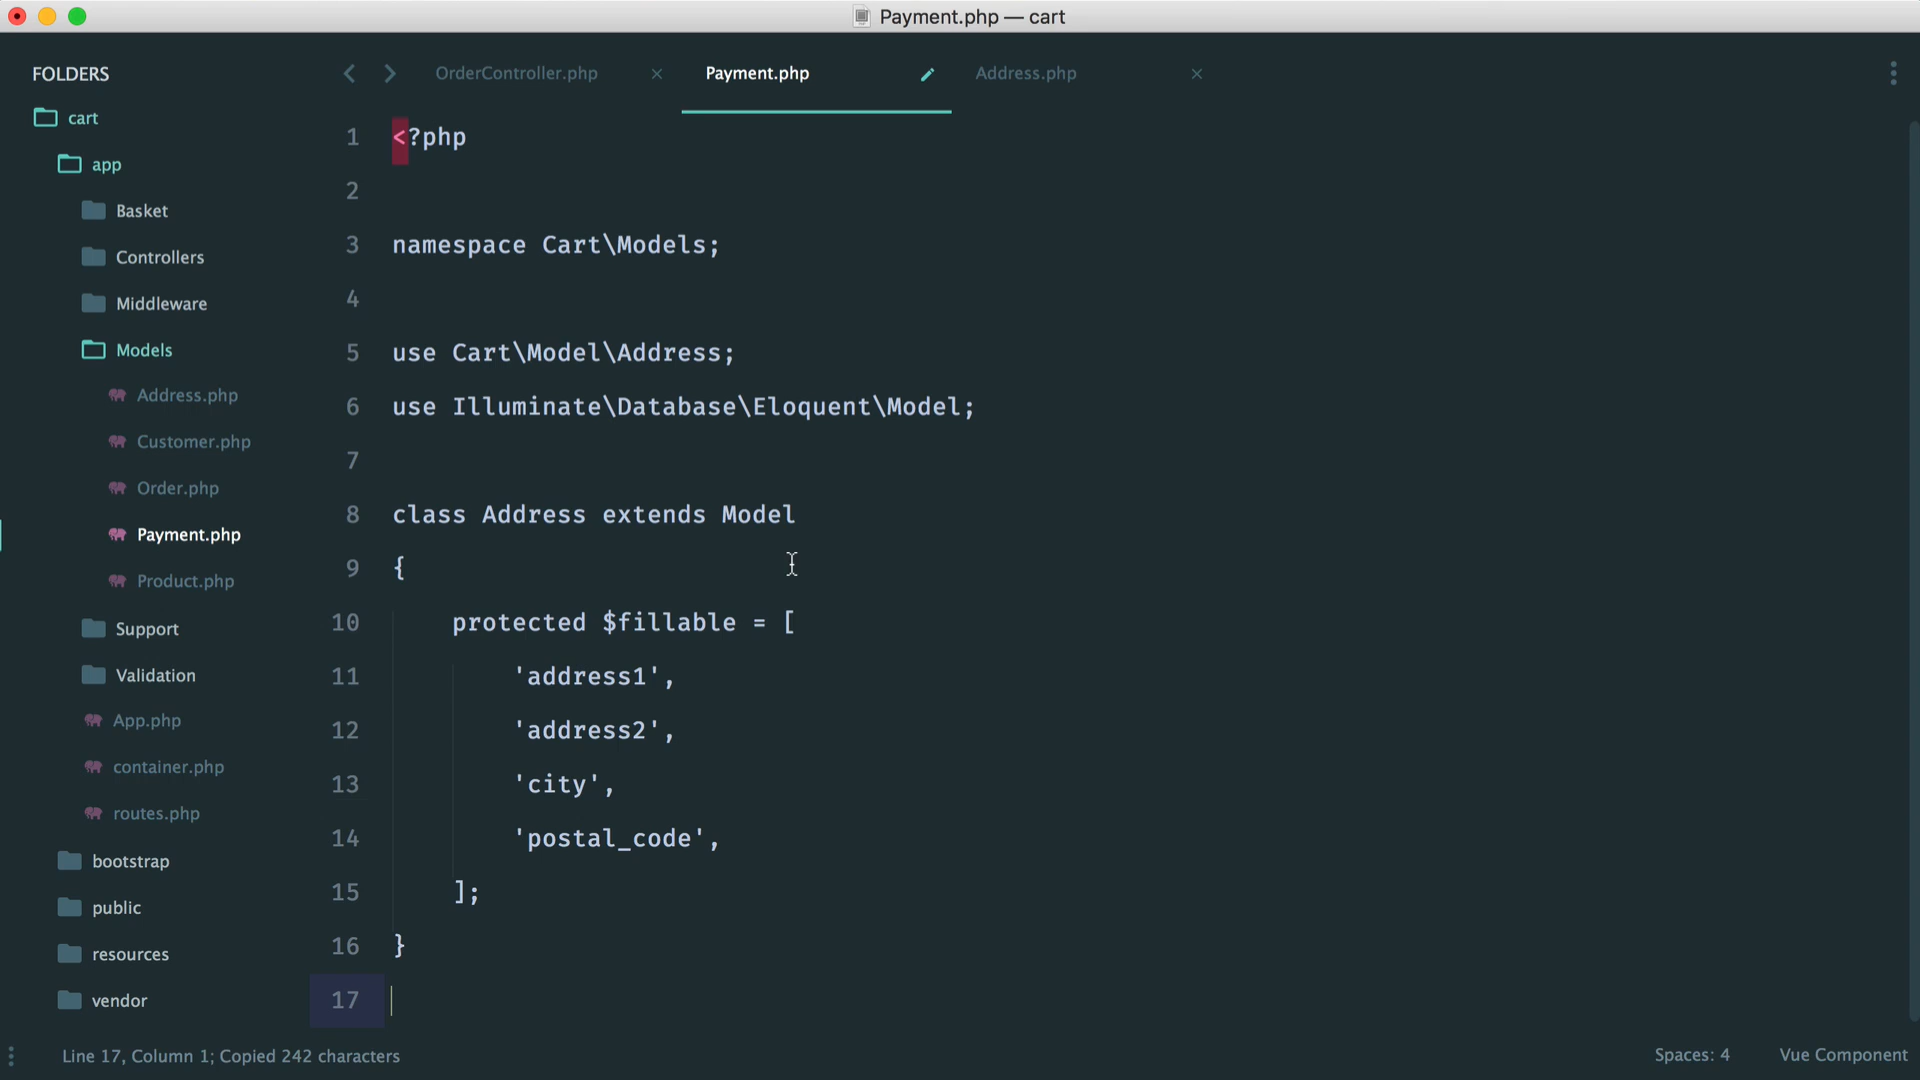 Payment.php — cart
FOLDERS
cart
app
Basket
Controllers
Middleware
Models
Address.php
Customer.php
Order.php
Payment.php
Product.php
Support
Validation
App.php
container.php
routes.php
bootstrap
public
resources
vendor
OrderController.php
Payment.php
Address.php
1 <?php
2
3 namespace Cart\Models;
4
5 use Cart\Model\Address;
6 use Illuminate\Database\Eloquent\Model;
7
8 class Address extends Model
9 {
10 protected $fillable = [
11 'address1',
12 'address2',
13 'city',
14 'postal_code',
15 ];
16 }
17
Line 17, Column 1; Copied 242 characters
Spaces: 4
Vue Component